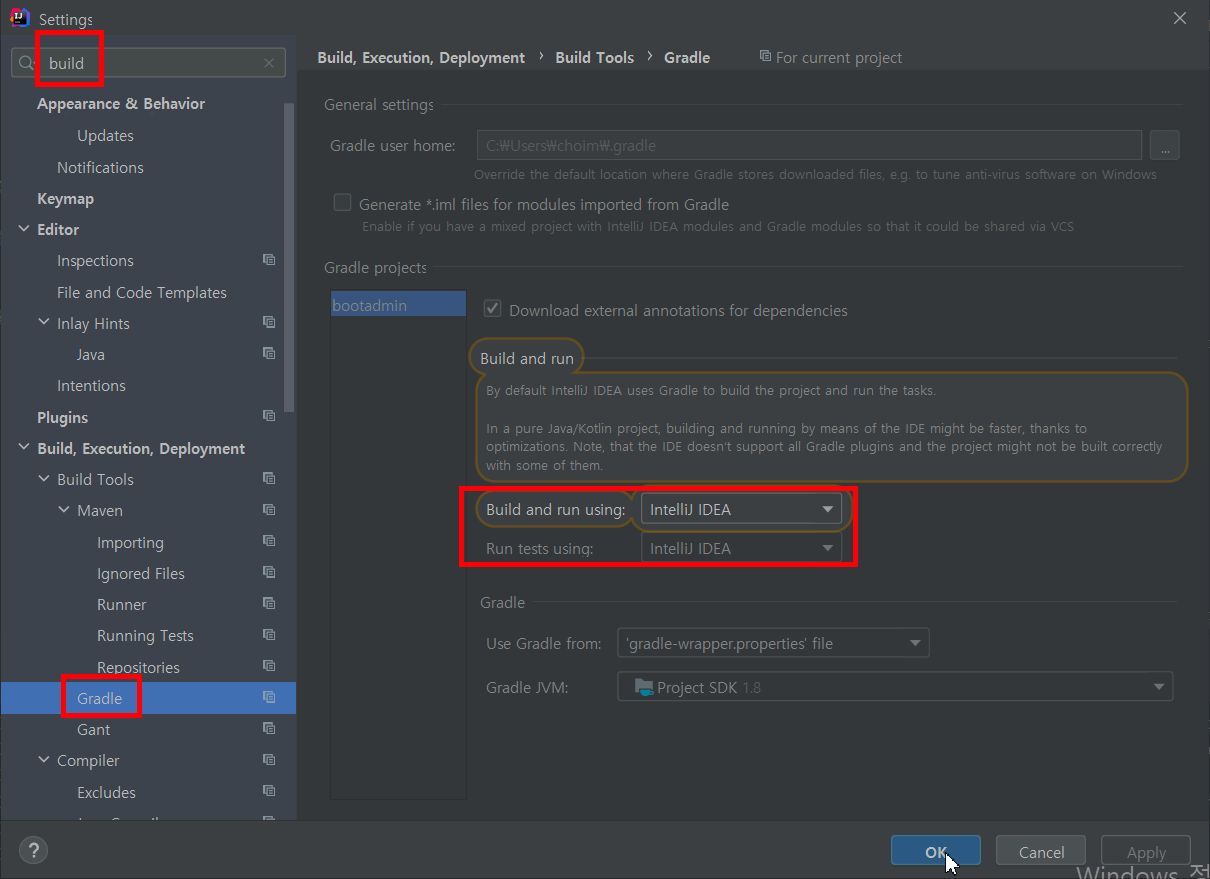 Settings
build
Appearance & Behavior
Updates
Notifications
Keymap
Editor
Inspections
File and Code Templates
Inlay Hints
Java
Intentions
Plugins
Build, Execution, Deployment
Build Tools
Maven
Importing
Ignored Files
Runner
Running Tests
Repositories
Gradle
Gant
Compiler
Excludes
Build, Execution, Deployment › Build Tools › Gradle For current project
General settings
Gradle user home: C:₩Users₩choim₩.gradle ...
Override the default location where Gradle stores downloaded files, e.g. to tune anti-virus software on Windows
Generate *.iml files for modules imported from Gradle
Enable if you have a mixed project with IntelliJ IDEA modules and Gradle modules so that it could be shared via VCS
Gradle projects
bootadmin
Download external annotations for dependencies
Build and run
By default IntelliJ IDEA uses Gradle to build the project and run the tasks.
In a pure Java/Kotlin project, building and running by means of the IDE might be faster, thanks to
optimizations. Note, that the IDE doesn't support all Gradle plugins and the project might not be built correctly
with some of them.
Build and run using: IntelliJ IDEA
Run tests using: IntelliJ IDEA
Gradle
Use Gradle from: 'gradle-wrapper.properties' file
Gradle JVM: Project SDK 1.8
? OK Cancel Apply
Windows